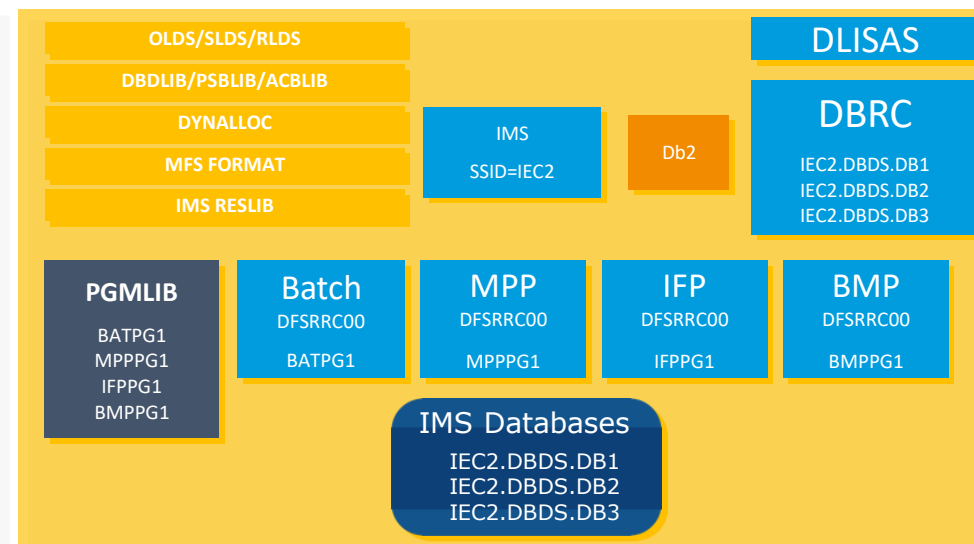 OLDS/SLDS/RLDS
DBDLIB/PSBLIB/ACBLIB
DYNALLOC
MFS FORMAT
IMS RESLIB
IMS
SSID=IEC2
Db2
DLISAS
DBRC
IEC2.DBDS.DB1
IEC2.DBDS.DB2
IEC2.DBDS.DB3
PGMLIB
BATPG1
MPPPG1
IFPPG1
BMPPG1
Batch
DFSRRC00
BATPG1
MPP
DFSRRC00
MPPPG1
IFP
DFSRRC00
IFPPG1
BMP
DFSRRC00
BMPPG1
IMS Databases
IEC2.DBDS.DB1
IEC2.DBDS.DB2
IEC2.DBDS.DB3